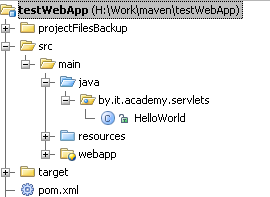 testWebApp (H:\Work\maven\testWebApp)
projectFilesBackup
src
main
java
by.it.academy.servlets
C HelloWorld
resources
webapp
target
pom.xml